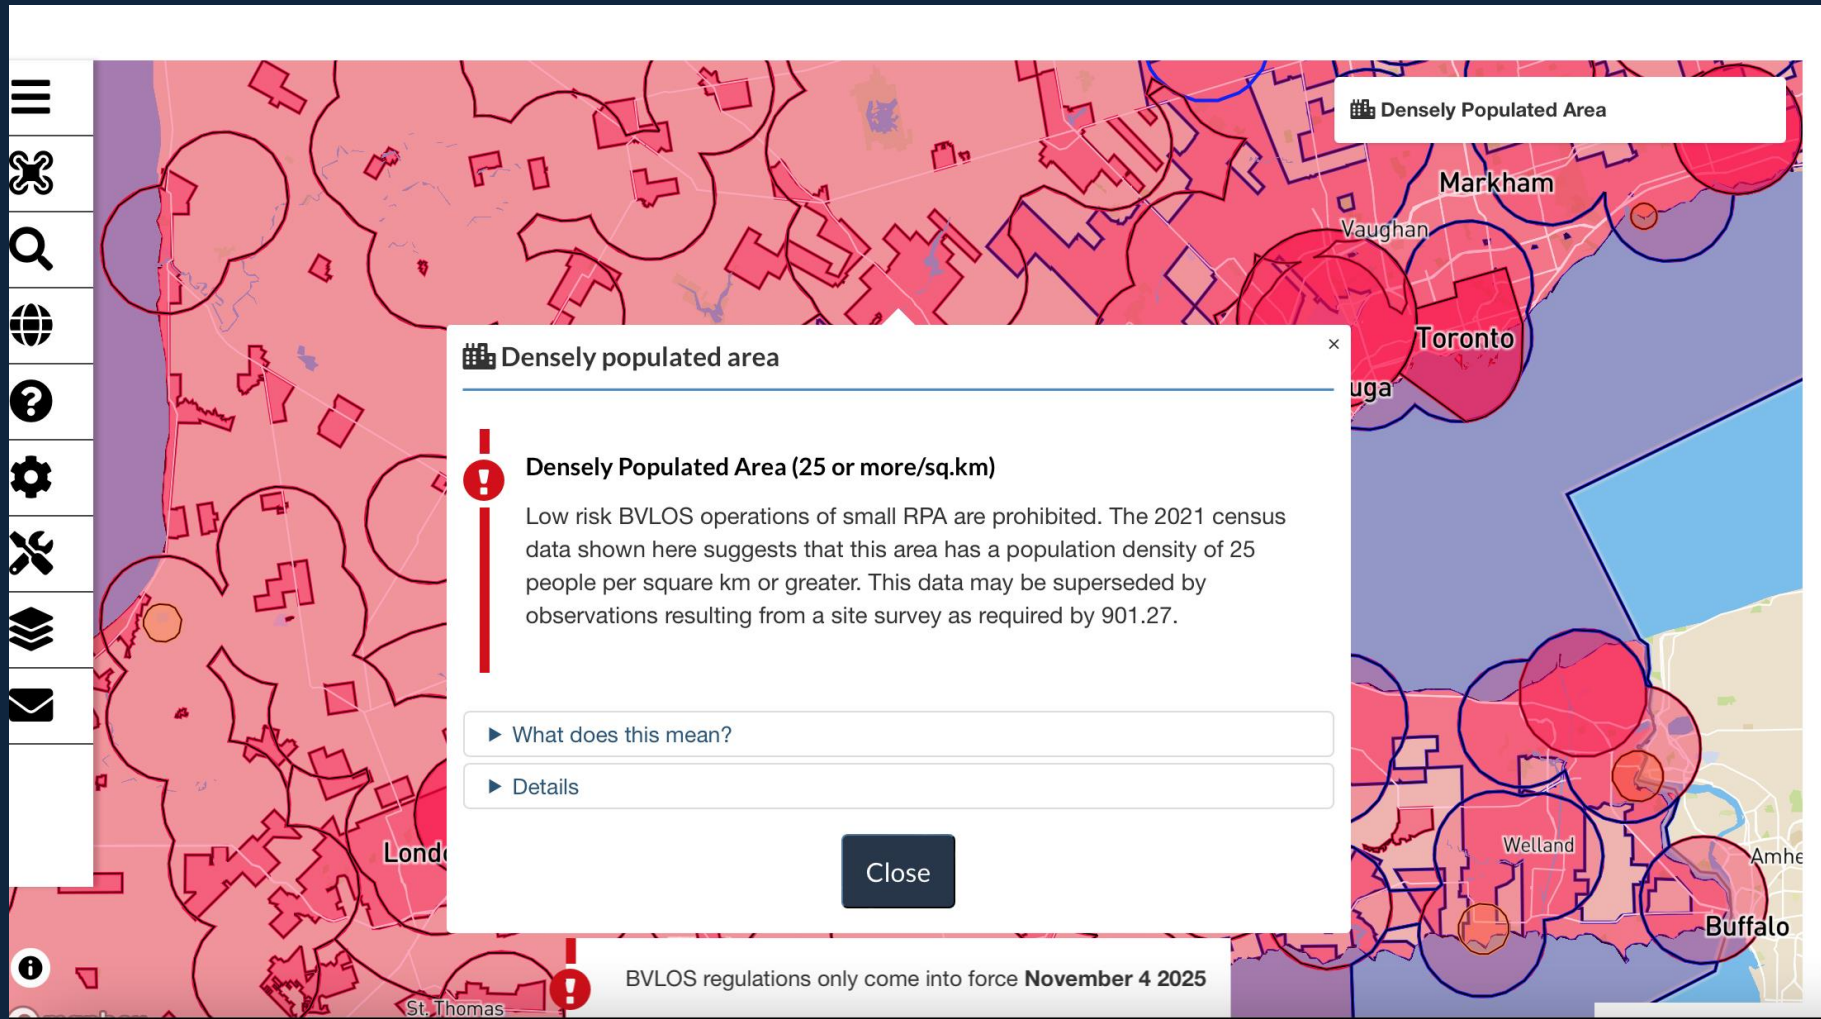 Densely Populated Area
Markham
Vaughan
Toronto
uga
Densely populated area
×
Densely Populated Area (25 or more/sq.km)
Low risk BVLOS operations of small RPA are prohibited. The 2021 census
data shown here suggests that this area has a population density of 25
people per square km or greater. This data may be superseded by
observations resulting from a site survey as required by 901.27.
What does this mean?
Details
Close
Londo
Welland
Amhe
Buffalo
BVLOS regulations only come into force November 4 2025
St. Thomas